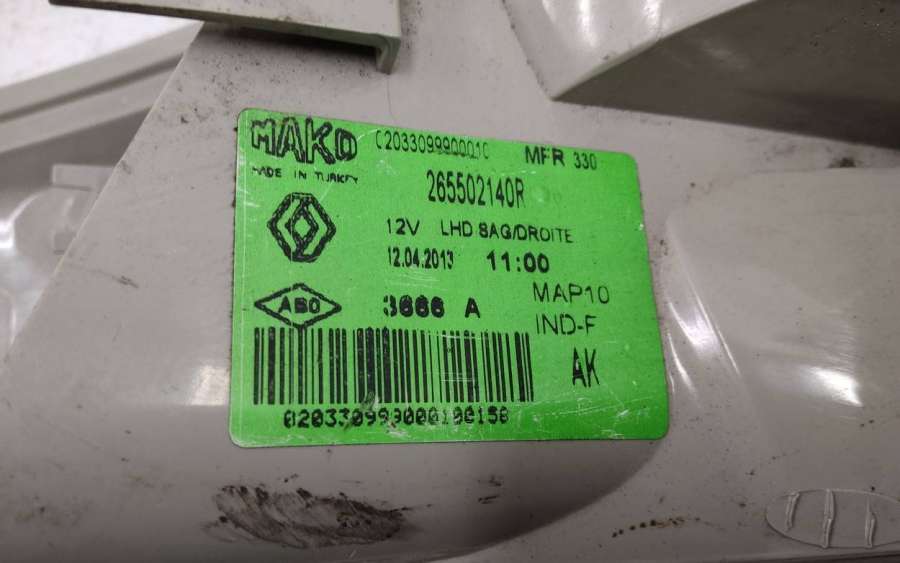 MAKO 0203309990001C MFR 330
MADE IN TURKEY
265502140R
12V LHD SAG/DROITE
12.04.2013 11:00
MAP10
ABO 3666 A
IND-F
AK
020330999000100158